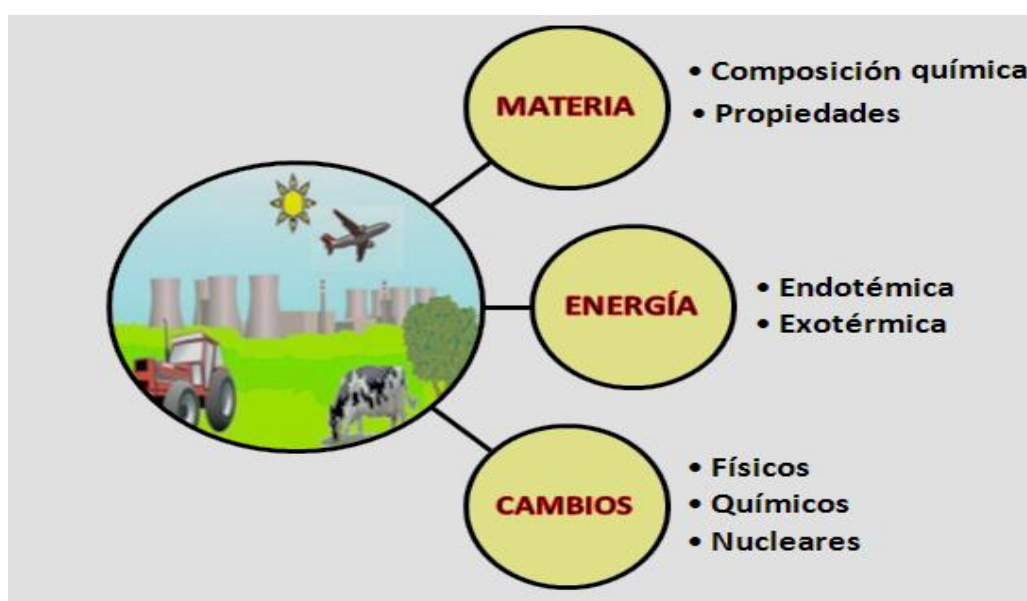 MATERIA
• Composición química
• Propiedades
ENERGÍA
• Endotémica
• Exotérmica
CAMBIOS
• Físicos
• Químicos
• Nucleares